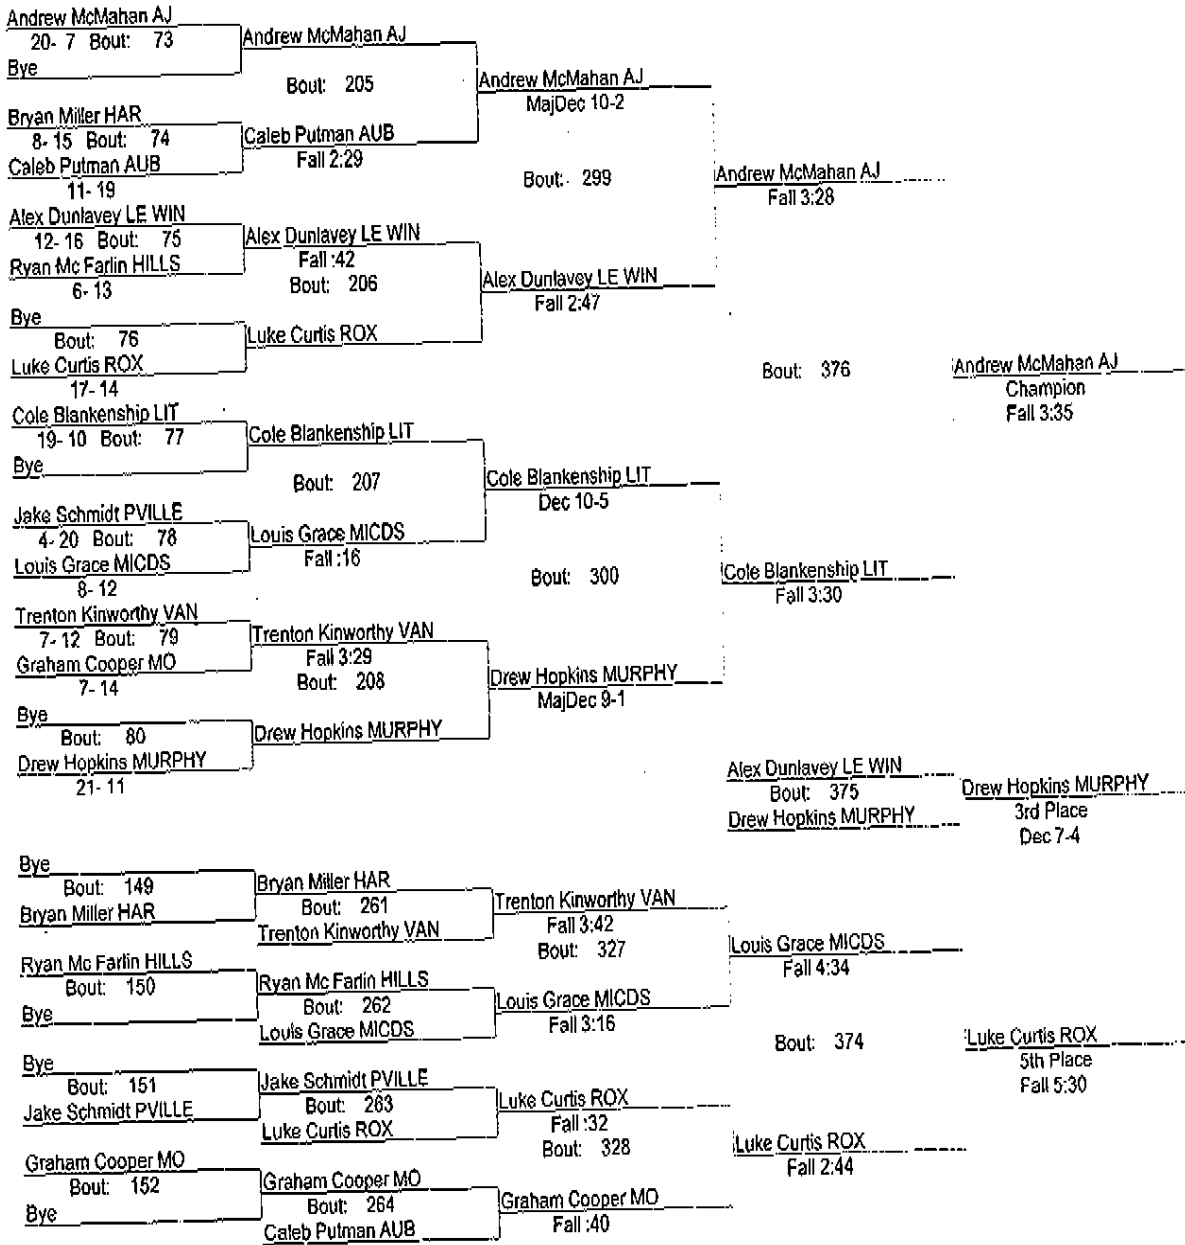 Andrew McMahan AJ
20- 7 Bout: 73
Bye
Andrew McMahan AJ
Bout: 205
Bryan Miller HAR
8- 15 Bout: 74
Caleb Putman AUB
11- 19
Caleb Putman AUB
Fall 2:29
Andrew McMahan AJ
MajDec 10-2
Bout: 299
Alex Dunlavey LE WIN
12- 16 Bout: 75
Ryan Mc Farlin HILLS
6- 13
Alex Dunlavey LE WIN
Fall :42
Bout: 206
Bye
Bout: 76
Luke Curtis ROX
17- 14
Luke Curtis ROX
Alex Dunlavey LE WIN
Fall 2:47
Andrew McMahan AJ
Fall 3:28
Bout: 376
Andrew McMahan AJ
Champion
Fall 3:35
Cole Blankenship LIT
19- 10 Bout: 77
Bye
Cole Blankenship LIT
Bout: 207
Jake Schmidt PVILLE
4- 20 Bout: 78
Louis Grace MICDS
8- 12
Louis Grace MICDS
Fall :16
Cole Blankenship LIT
Dec 10-5
Bout: 300
Trenton Kinworthy VAN
7- 12 Bout: 79
Graham Cooper MO
7- 14
Trenton Kinworthy VAN
Fall 3:29
Bout: 208
Bye
Bout: 80
Drew Hopkins MURPHY
21- 11
Drew Hopkins MURPHY
Drew Hopkins MURPHY
MajDec 9-1
Cole Blankenship LIT
Fall 3:30
Alex Dunlavey LE WIN
Bout: 375
Drew Hopkins MURPHY
Drew Hopkins MURPHY
3rd Place
Dec 7-4
Bye
Bout: 149
Bryan Miller HAR
Bryan Miller HAR
Bout: 261
Trenton Kinworthy VAN
Trenton Kinworthy VAN
Fall 3:42
Bout: 327
Ryan Mc Farlin HILLS
Bout: 150
Bye
Ryan Mc Farlin HILLS
Bout: 262
Louis Grace MICDS
Louis Grace MICDS
Fall 3:16
Louis Grace MICDS
Fall 4:34
Bout: 374
Luke Curtis ROX
5th Place
Fall 5:30
Bye
Bout: 151
Jake Schmidt PVILLE
Jake Schmidt PVILLE
Bout: 263
Luke Curtis ROX
Luke Curtis ROX
Fall :32
Bout: 328
Graham Cooper MO
Bout: 152
Bye
Graham Cooper MO
Bout: 264
Caleb Putman AUB
Graham Cooper MO
Fall :40
Luke Curtis ROX
Fall 2:44